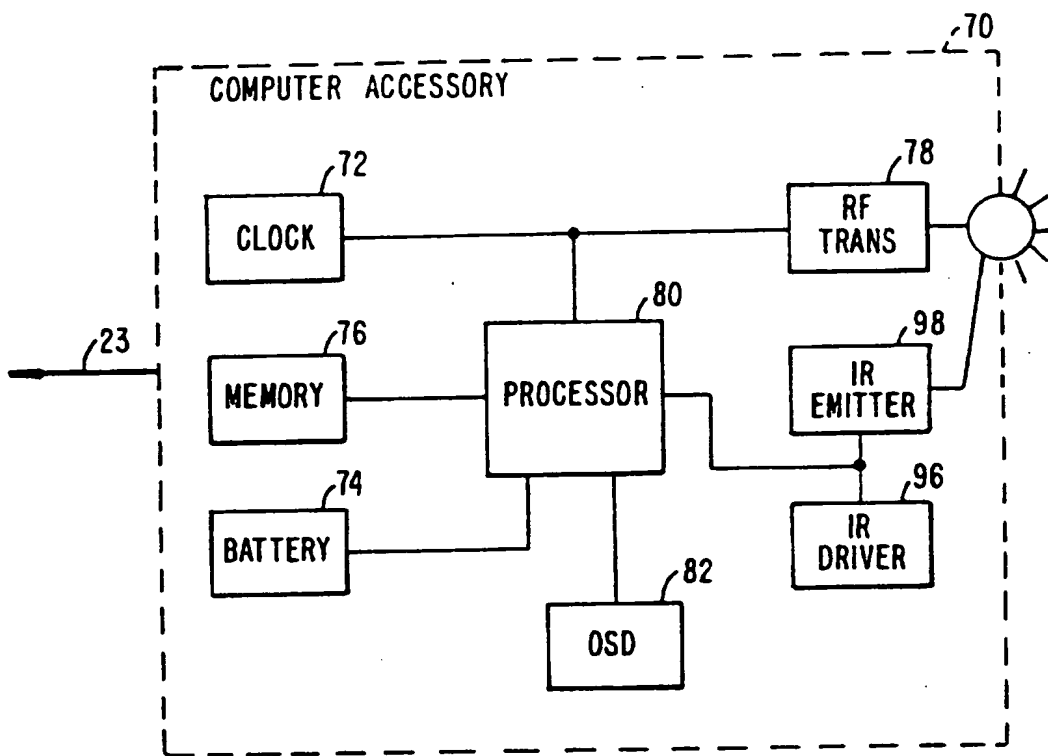 70
COMPUTER ACCESSORY
72
CLOCK
78
RF
TRANS
80
PROCESSOR
23
76
MEMORY
98
IR
EMITTER
74
BATTERY
96
IR
DRIVER
82
OSD